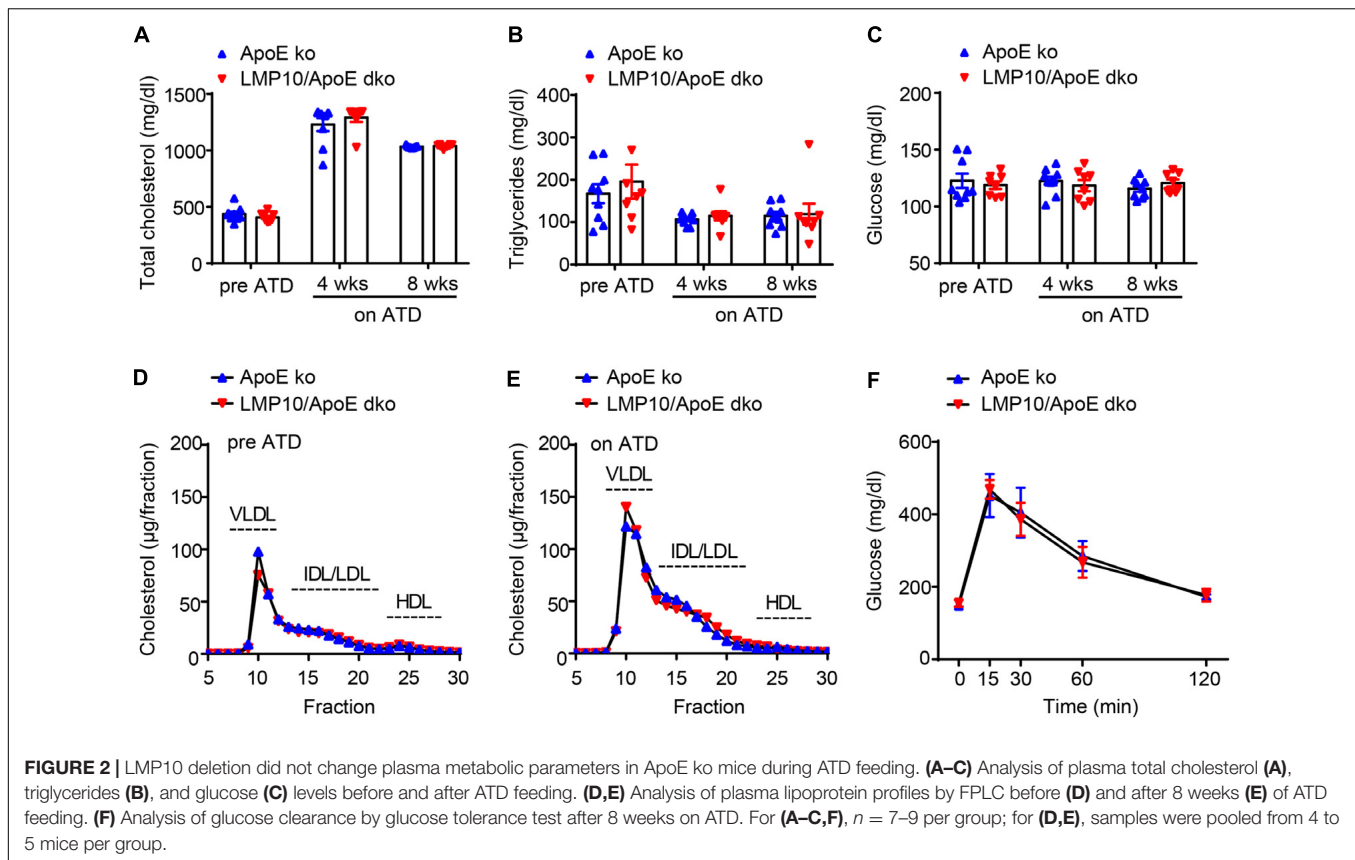 A
ApoE ko
LMP10/ApoE dko
Total cholesterol (mg/dl)
1500
1000
500
0
pre ATD
4 wks
8 wks
on ATD
B
ApoE ko
LMP10/ApoE dko
Triglycerides (mg/dl)
400
300
200
100
0
pre ATD
4 wks
8 wks
on ATD
C
ApoE ko
LMP10/ApoE dko
Glucose (mg/dl)
200
150
100
50
pre ATD
4 wks
8 wks
on ATD
D
ApoE ko
LMP10/ApoE dko
Cholesterol (µg/fraction)
200
150
100
50
0
pre ATD
VLDL
IDL/LDL
HDL
5 10 15 20 25 30
Fraction
E
ApoE ko
LMP10/ApoE dko
Cholesterol (µg/fraction)
200
150
100
50
0
on ATD
VLDL
IDL/LDL
HDL
5 10 15 20 25 30
Fraction
F
ApoE ko
LMP10/ApoE dko
Glucose (mg/dl)
600
400
200
0
0 15 30 60 120
Time (min)
FIGURE 2 | LMP10 deletion did not change plasma metabolic parameters in ApoE ko mice during ATD feeding. (A–C) Analysis of plasma total cholesterol (A),
triglycerides (B), and glucose (C) levels before and after ATD feeding. (D,E) Analysis of plasma lipoprotein profiles by FPLC before (D) and after 8 weeks (E) of ATD
feeding. (F) Analysis of glucose clearance by glucose tolerance test after 8 weeks on ATD. For (A–C,F), n = 7–9 per group; for (D,E), samples were pooled from 4 to
5 mice per group.